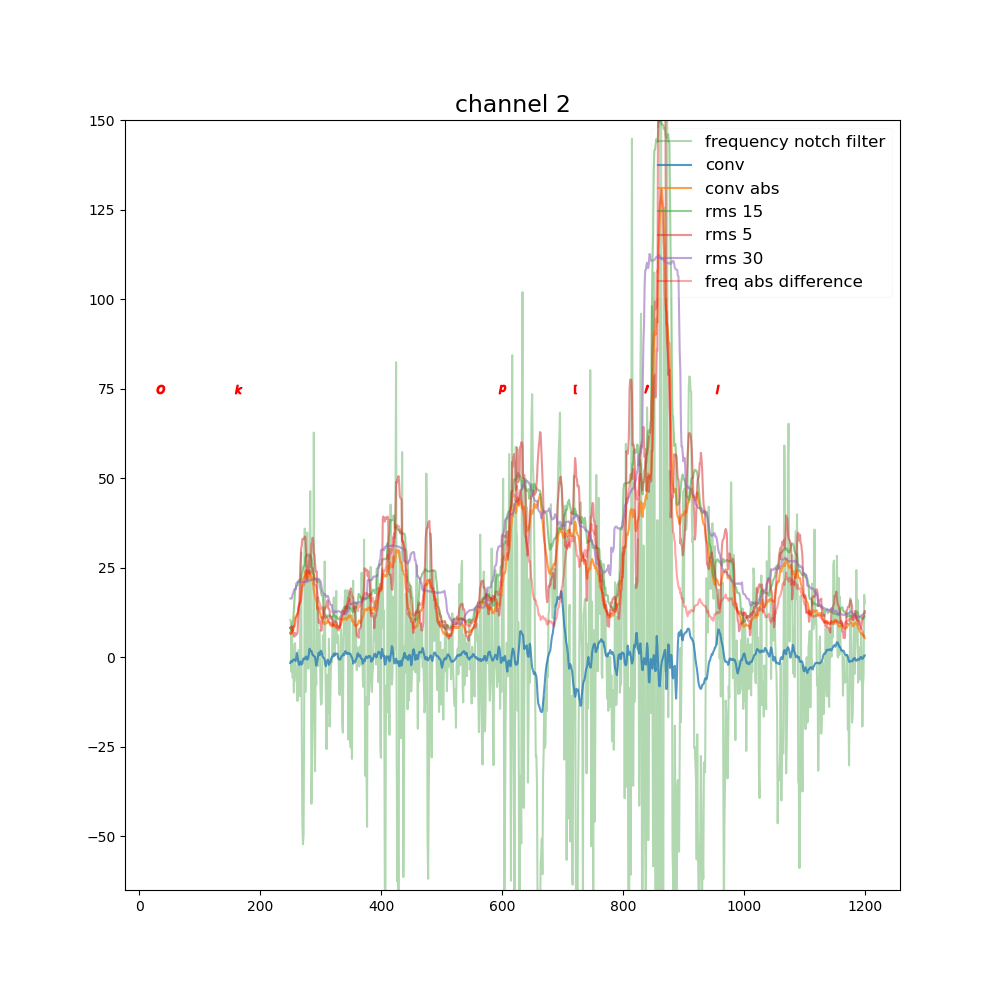 channel 2
150
125
100
75
50
25
0
−25
−50
0 200 400 600 800 1000 1200
frequency notch filter
conv
conv abs
rms 15
rms 5
rms 30
freq abs difference
O k p